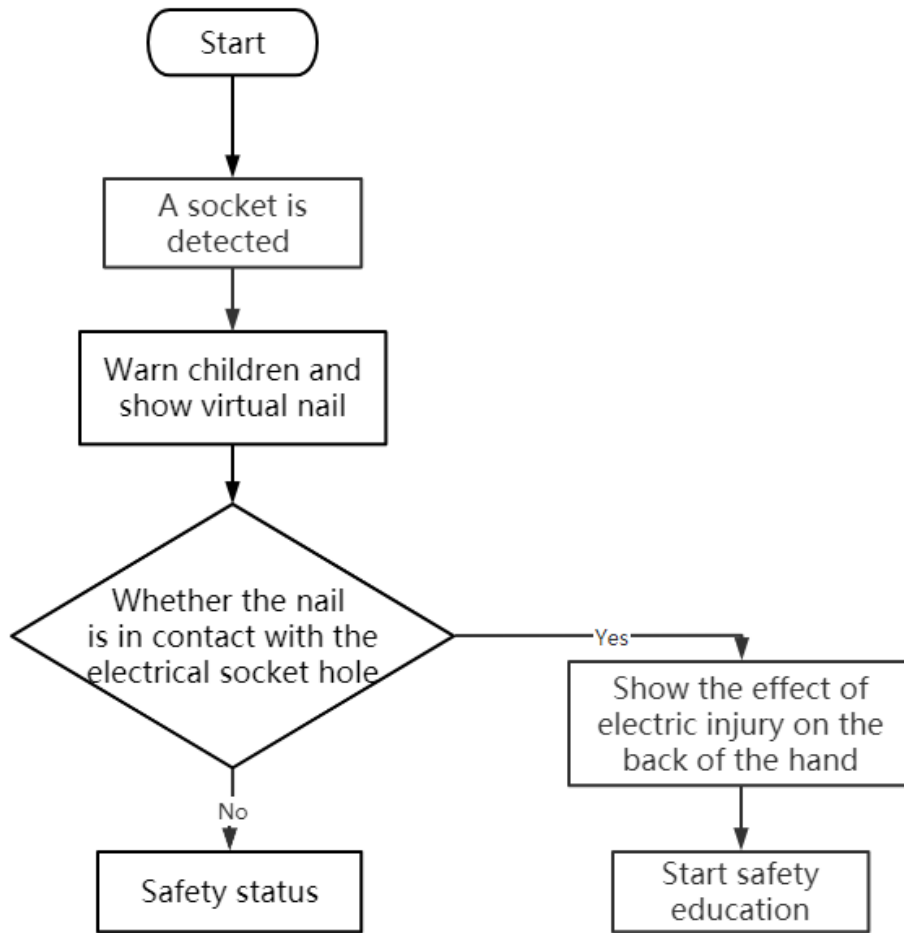 Start
A socket is
detected
Warn children and
show virtual nail
Whether the nail
is in contact with the
electrical socket hole
Yes
Show the effect of
electric injury on the
back of the hand
No
Safety status
Start safety
education